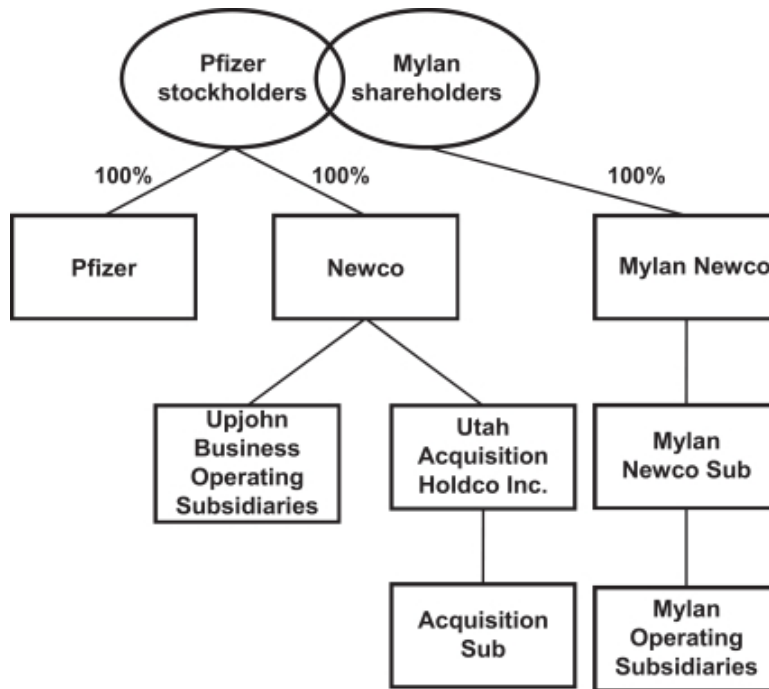 Pfizer
stockholders
Mylan
shareholders
100%
100%
100%
Pfizer
Newco
Mylan Newco
Upjohn
Business
Operating
Subsidiaries
Utah
Acquisition
Holdco Inc.
Mylan
Newco Sub
Acquisition
Sub
Mylan
Operating
Subsidiaries